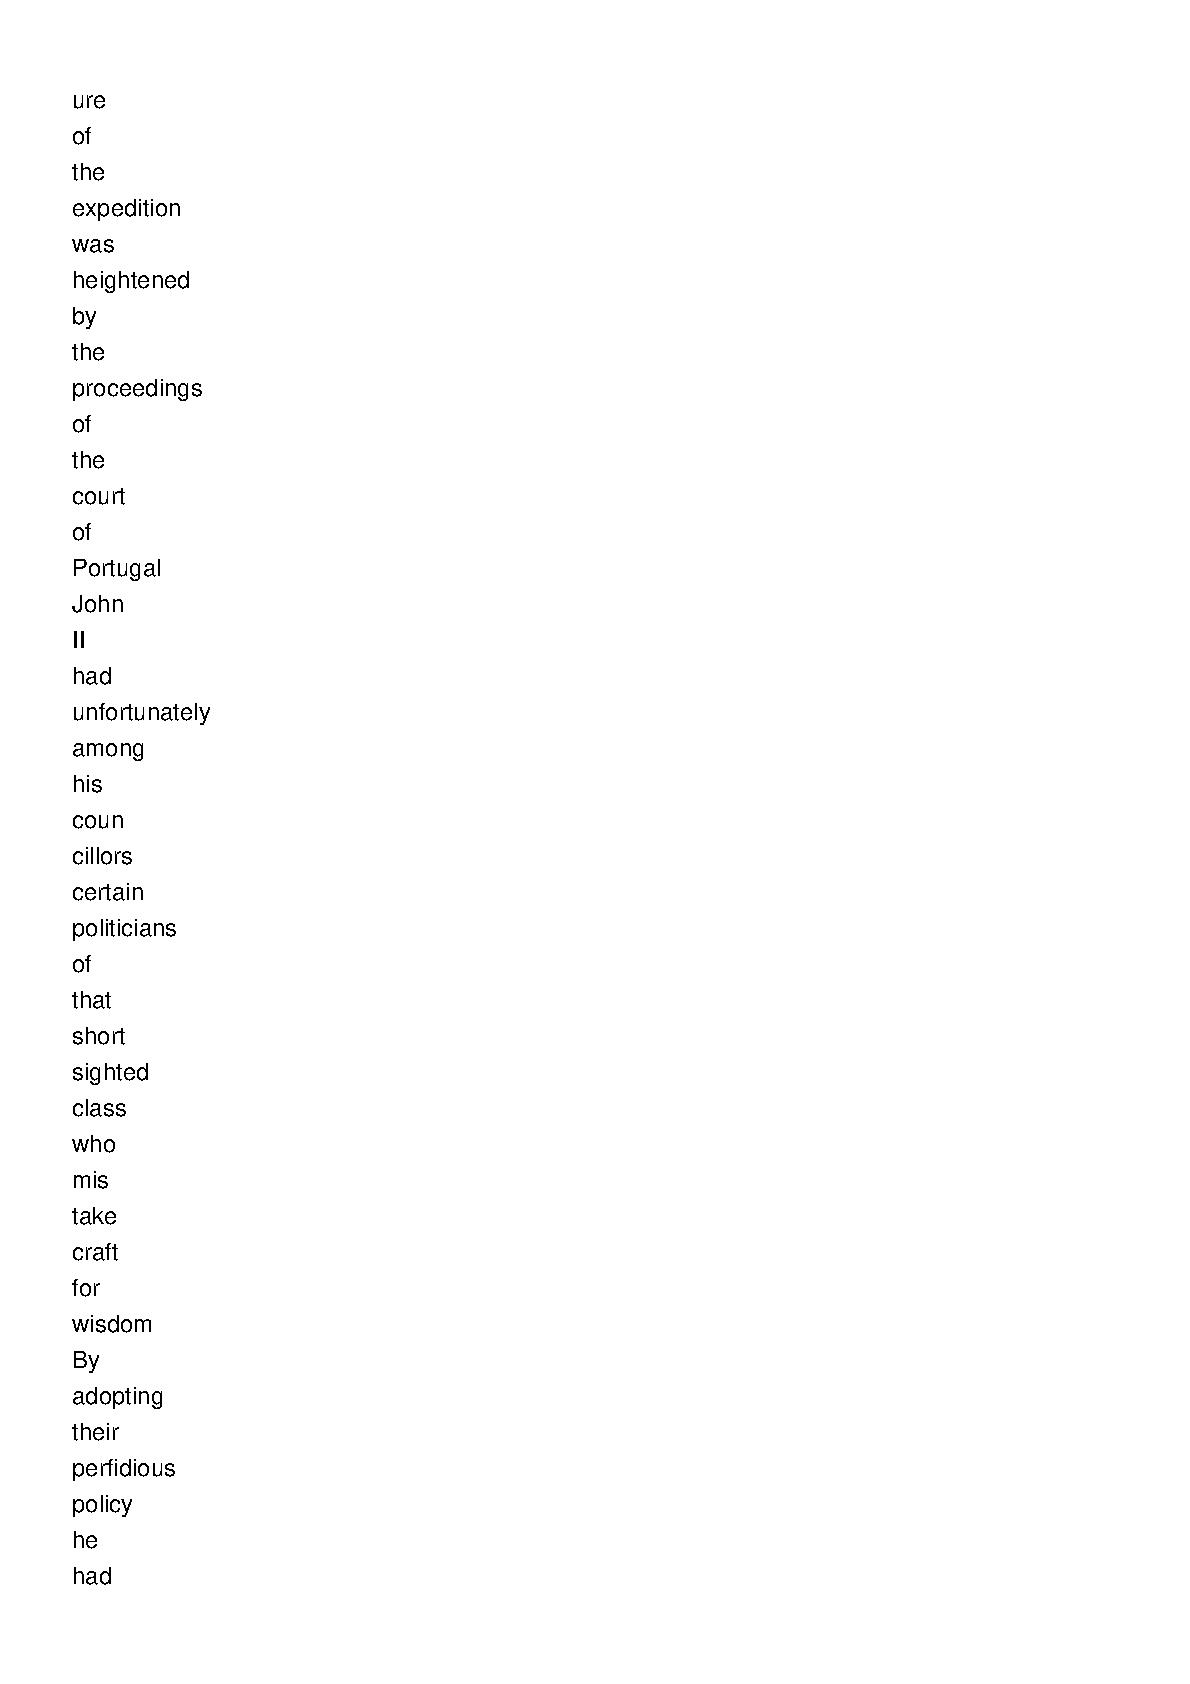 ure
of
the
expedition
was
heightened
by
the
proceedings
of
the
court
of
Portugal
John
II
had
unfortunately
among
his
coun
cillors
certain
politicians
of
that
short
sighted
class
who
mis
take
craft
for
wisdom
By
adopting
their
perfidious
policy
he
had